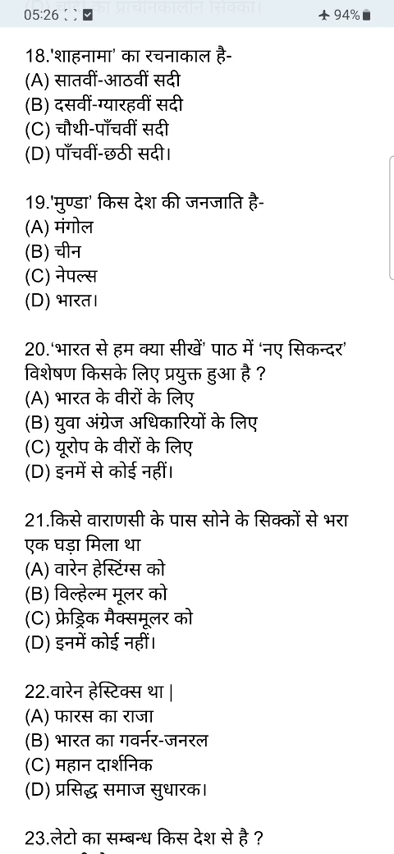 05:26
94%
18.'शाहनामा' का रचनाकाल है-
(A) सातवीं-आठवीं सदी
(B) दसवीं-ग्यारहवीं सदी
(C) चौथी-पाँचवीं सदी
(D) पाँचवीं-छठी सदी।
19.'मुण्डा' किस देश की जनजाति है-
(A) मंगोल
(B) चीन
(C) नेपल्स
(D) भारत।
20.'भारत से हम क्या सीखें' पाठ में 'नए सिकन्दर'
विशेषण किसके लिए प्रयुक्त हुआ है ?
(A) भारत के वीरों के लिए
(B) युवा अंग्रेज अधिकारियों के लिए
(C) यूरोप के वीरों के लिए
(D) इनमें से कोई नहीं।
21.किसे वाराणसी के पास सोने के सिक्कों से भरा
एक घड़ा मिला था
(A) वारेन हेस्टिंग्स को
(B) विल्हेल्म मूलर को
(C) फ्रेड्रिक मैक्समूलर को
(D) इनमें कोई नहीं।
22.वारेन हेस्टिक्स था |
(A) फारस का राजा
(B) भारत का गवर्नर-जनरल
(C) महान दार्शनिक
(D) प्रसिद्ध समाज सुधारक।
23.लेटो का सम्बन्ध किस देश से है ?